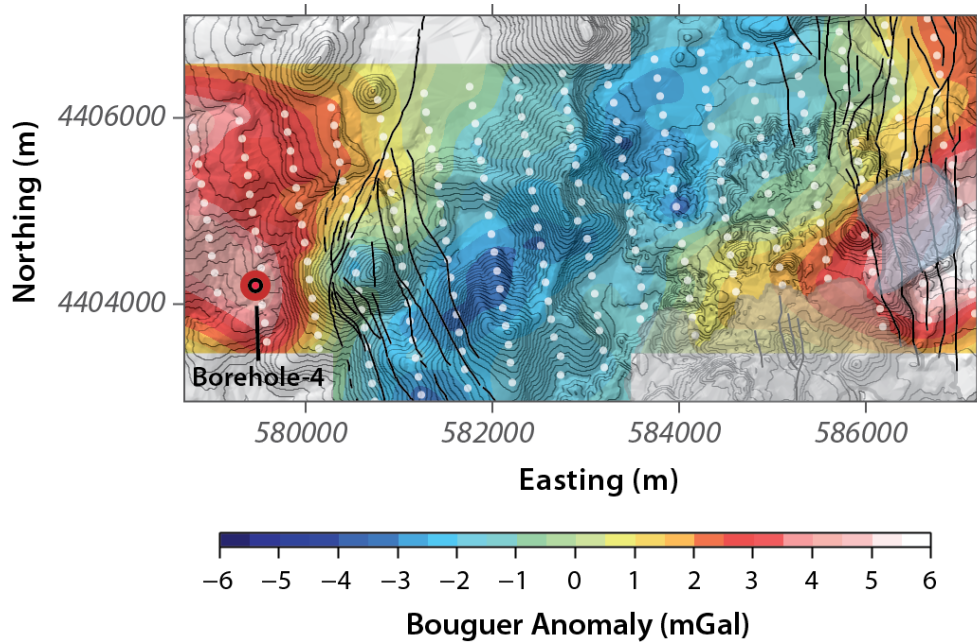 Northing (m)
4406000
4404000
Borehole-4
580000 582000 584000 586000
Easting (m)
−6 −5 −4 −3 −2 −1 0 1 2 3 4 5 6
Bouguer Anomaly (mGal)